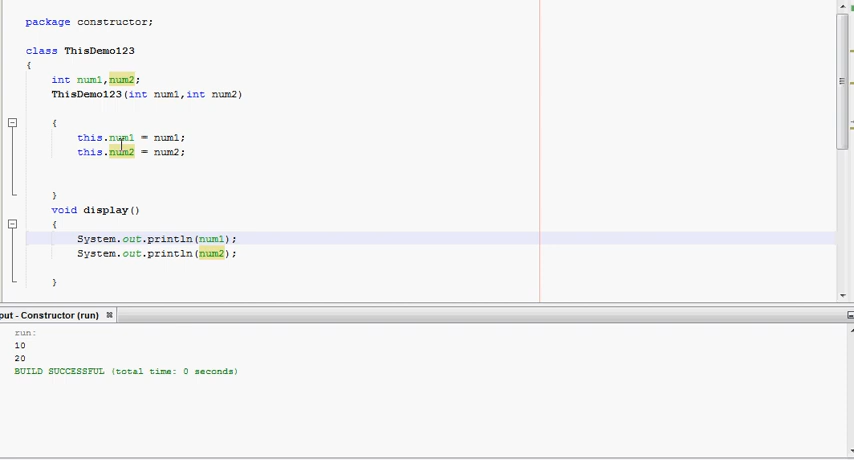 package constructor;
class ThisDemo123
{
int num1,num2;
ThisDemo123(int num1,int num2)
{
this.num1 = num1;
this.num2 = num2;
}
void display()
{
System.out.println(num1);
System.out.println(num2);
}
put - Constructor (run)
run:
10
20
BUILD SUCCESSFUL (total time: 0 seconds)